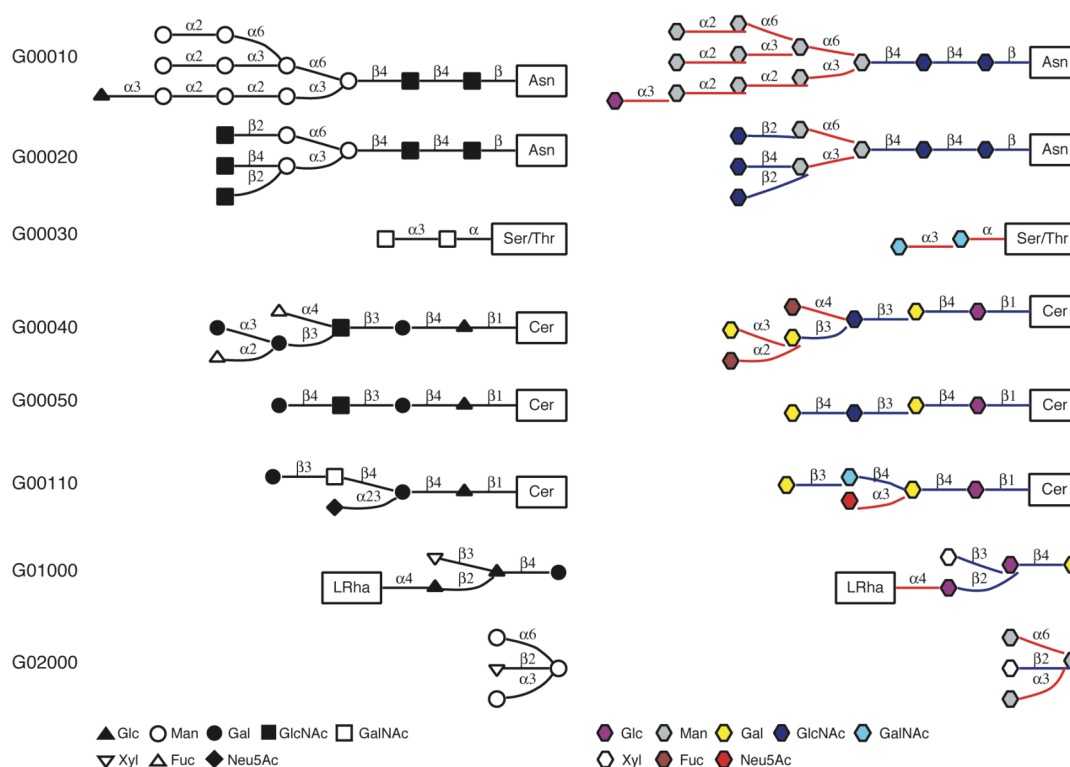 α2 α6 α2 α6
G00010 α2 α3 α6 β4 β4 β Asn α2 α3 α6 β4 β4 β Asn
α3 α2 α2 α3 α3 α2 α2 α3
β2 α6 β2 α6
G00020 β4 α3 β4 β4 β Asn β4 α3 β4 β4 β Asn
β2 β2
G00030 α3 α Ser/Thr α3 α Ser/Thr
α4 α4
G00040 α3 β3 β3 β4 β1 Cer α3 β3 β3 β4 β1 Cer
α2 α2
G00050 β4 β3 β4 β1 Cer β4 β3 β4 β1 Cer
β3 β4 β3 β4
G00110 α23 β4 β1 Cer α3 β4 β1 Cer
β3 β4 β3 β4
G01000 LRha α4 β2 LRha α4 β2
α6 α6
G02000 β2 β2
α3 α3
Glc Man Gal GlcNAc GalNAc Glc Man Gal GlcNAc GalNAc
Xyl Fuc Neu5Ac Xyl Fuc Neu5Ac